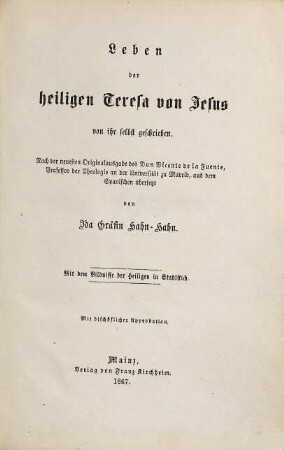 Leben
der
heiligen Teresa von Jesus
von ihr selbst geschrieben.
Nach der neuesten Originalausgabe des Don Vicente de la Fuente,
Professor der Theologie an der Universität zu Madrid, aus dem
Spanischen übersetzt
von
Ida Gräfin Hahn-Hahn.
Mit dem Bildnisse der Heiligen in Stahlstich.
Mit bischöflicher Approbation.
Mainz,
Verlag von Franz Kirchheim.
1867.